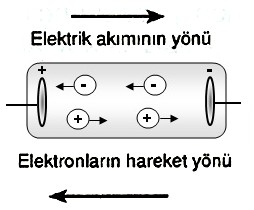 Elektrik akımının yönü
+ -
- -
+ +
Elektronların hareket yönü